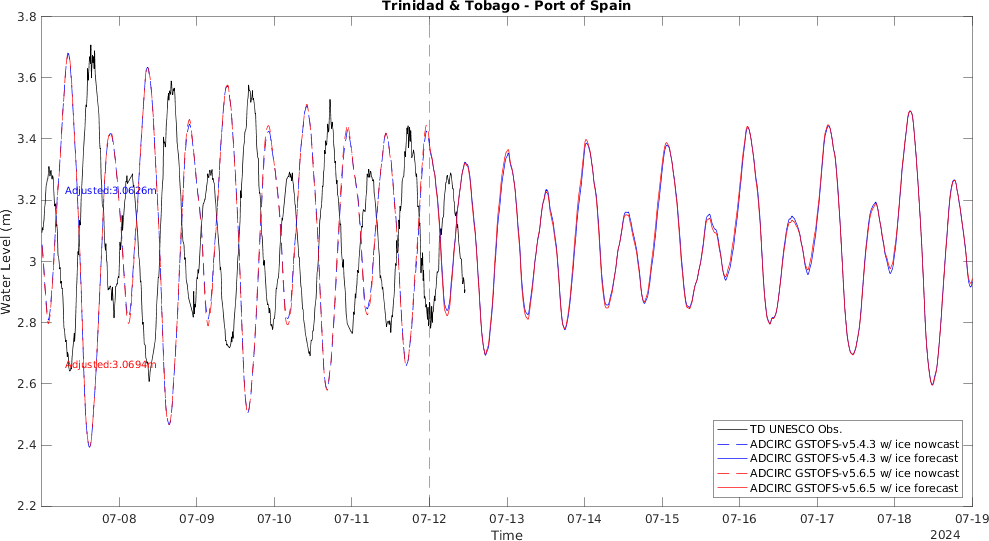 Trinidad & Tobago - Port of Spain
3.8
3.6
3.4
3.2
3
2.8
2.6
2.4
2.2
Water Level (m)
Adjusted:3.0626m
Adjusted:3.0694m
TD UNESCO Obs.
ADCIRC GSTOFS-v5.4.3 w/ ice nowcast
ADCIRC GSTOFS-v5.4.3 w/ ice forecast
ADCIRC GSTOFS-v5.6.5 w/ ice nowcast
ADCIRC GSTOFS-v5.6.5 w/ ice forecast
07-08 07-09 07-10 07-11 07-12 07-13 07-14 07-15 07-16 07-17 07-18 07-19
Time
2024